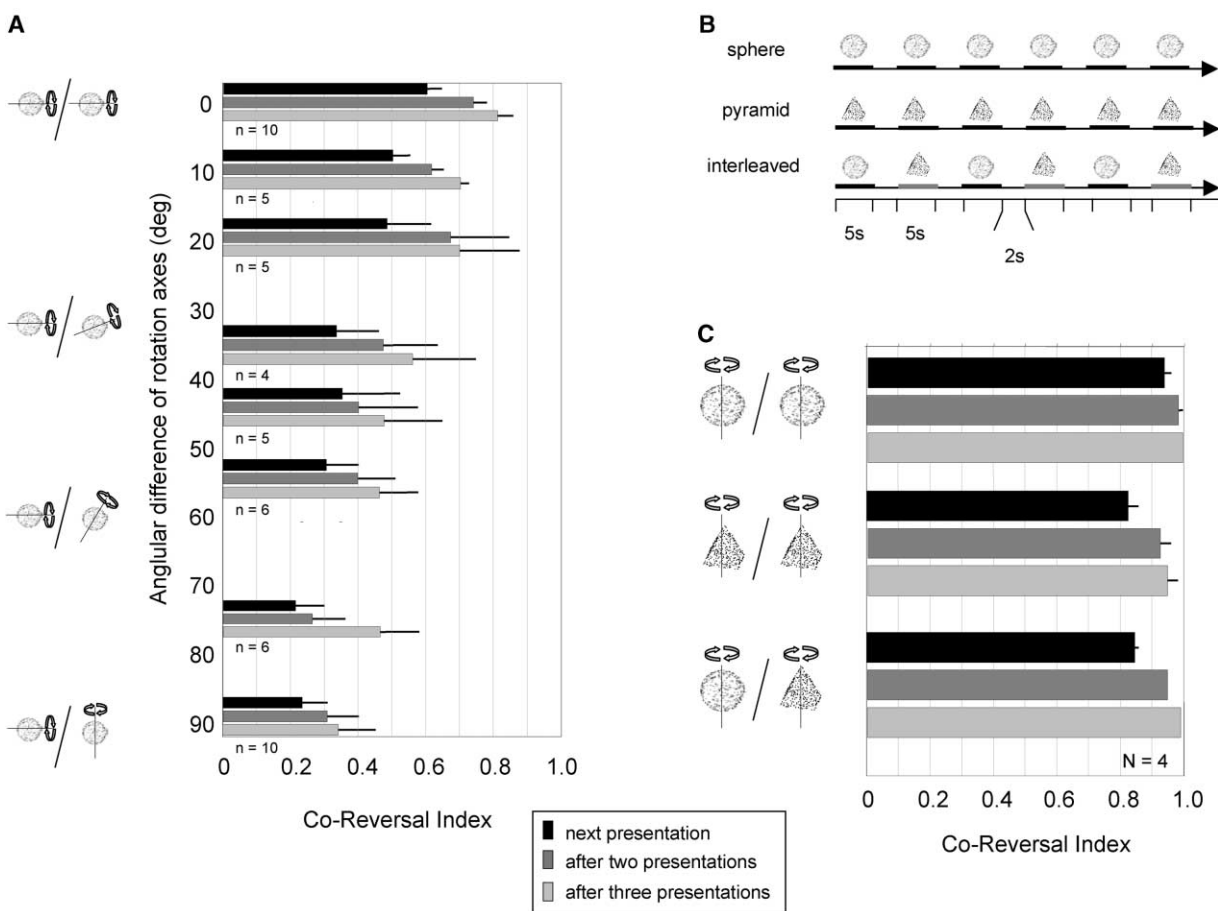 A
Anglular difference of rotation axes (deg)
0
n = 10
10
n = 5
20
n = 5
30
n = 4
40
n = 5
50
n = 6
60
70
n = 6
80
90
n = 10
0 0.2 0.4 0.6 0.8 1.0
Co-Reversal Index
B
sphere
pyramid
interleaved
5s 5s 2s
C
N = 4
0 0.2 0.4 0.6 0.8 1.0
Co-Reversal Index
next presentation
after two presentations
after three presentations